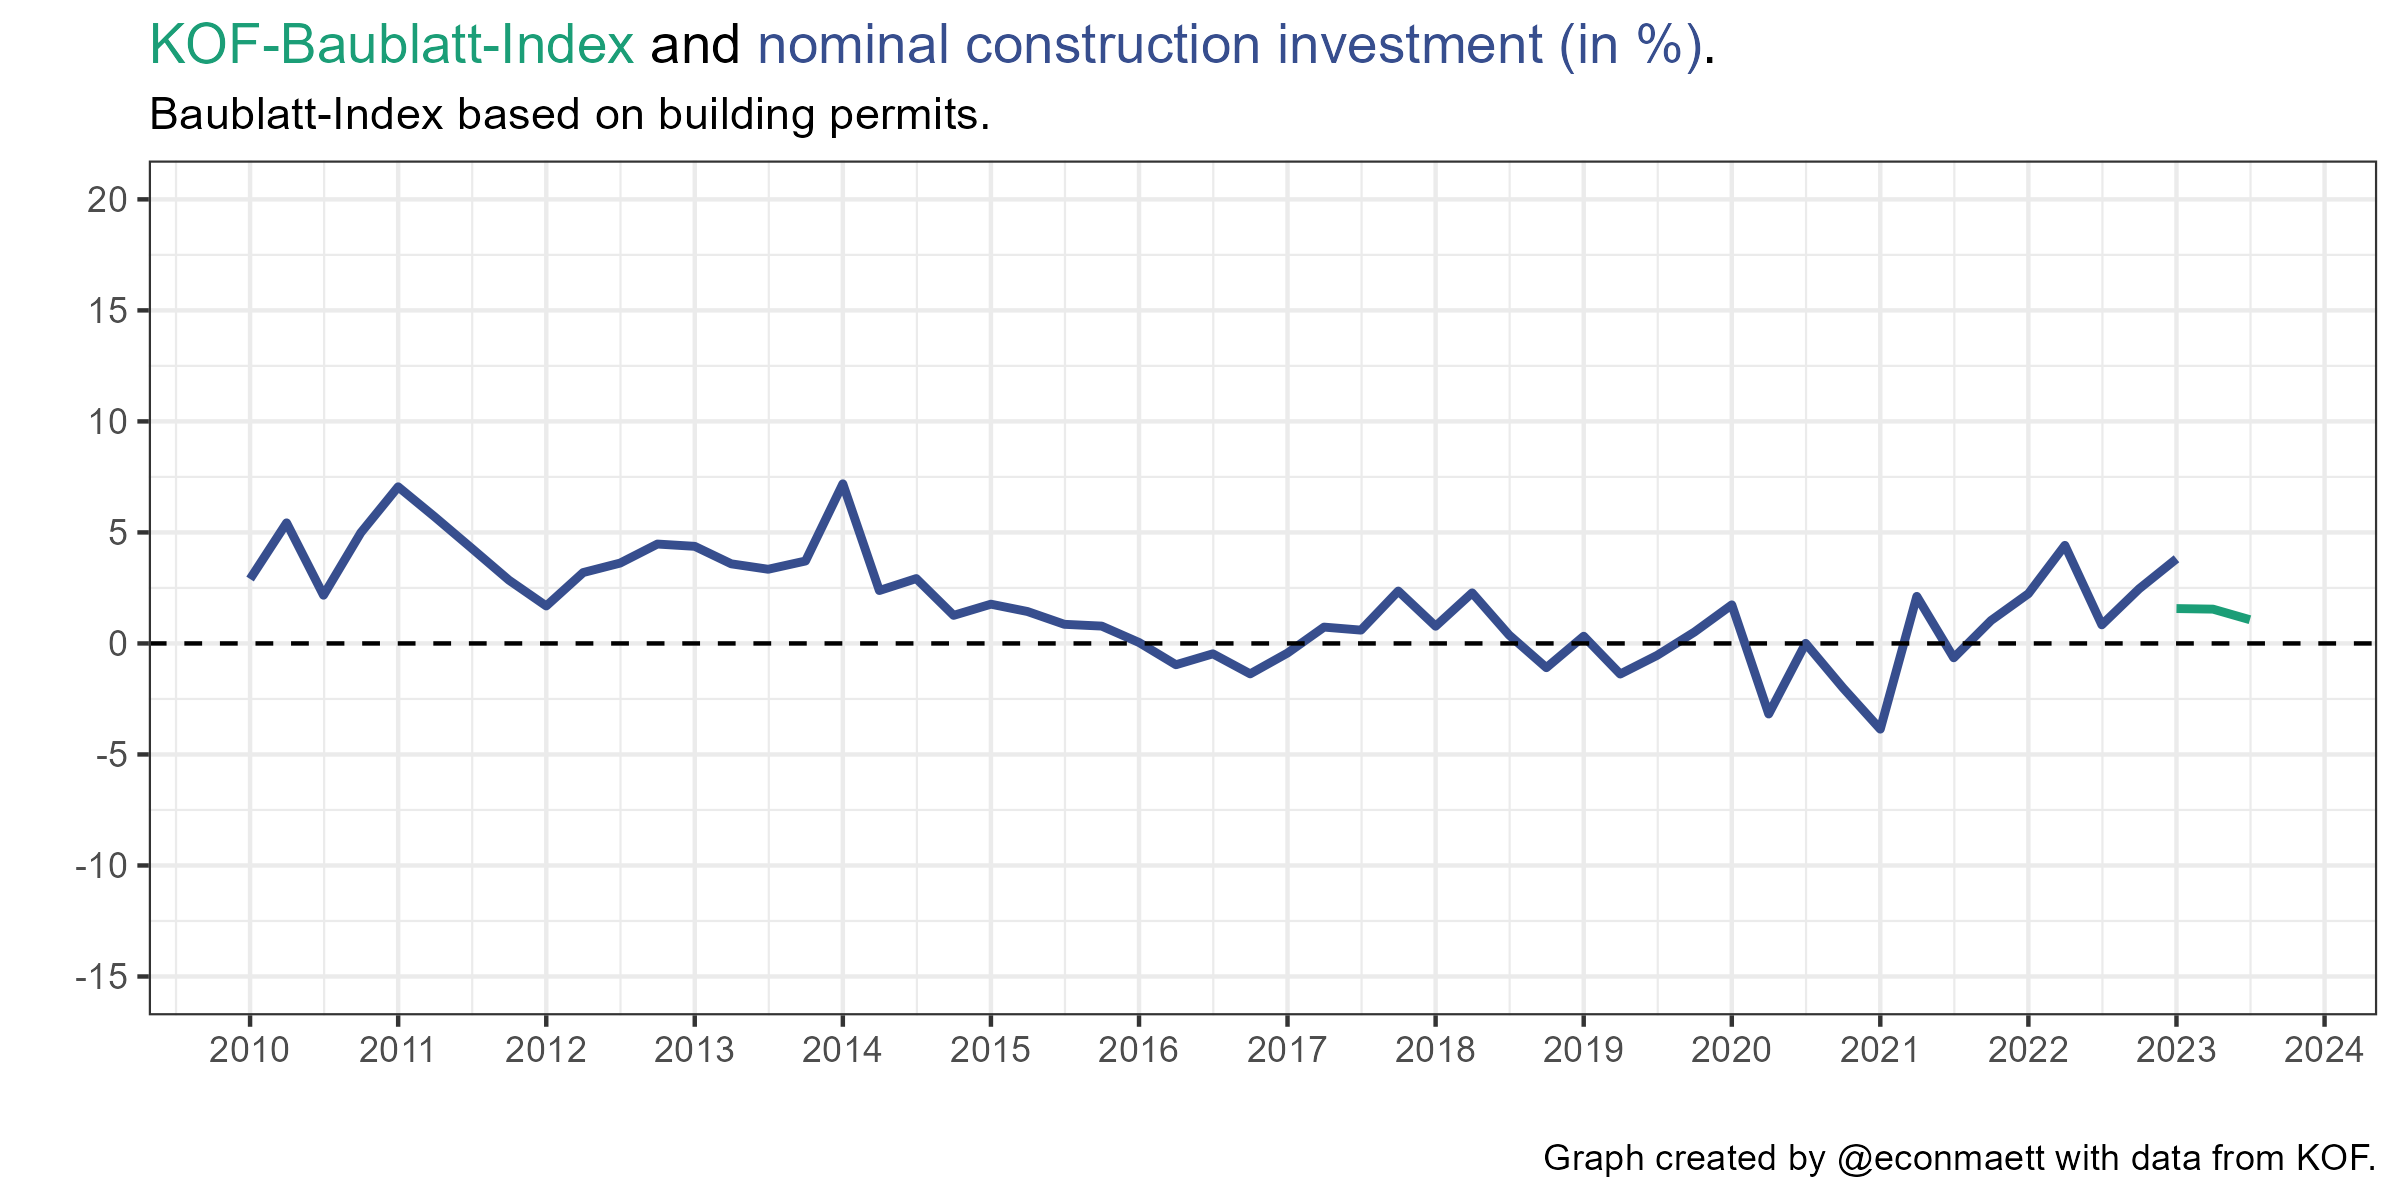 KOF-Baublatt-Index and nominal construction investment (in %).
Baublatt-Index based on building permits.
20
15
10
5
0
-5
-10
-15
2010 2011 2012 2013 2014 2015 2016 2017 2018 2019 2020 2021 2022 2023 2024
Graph created by @econmaett with data from KOF.